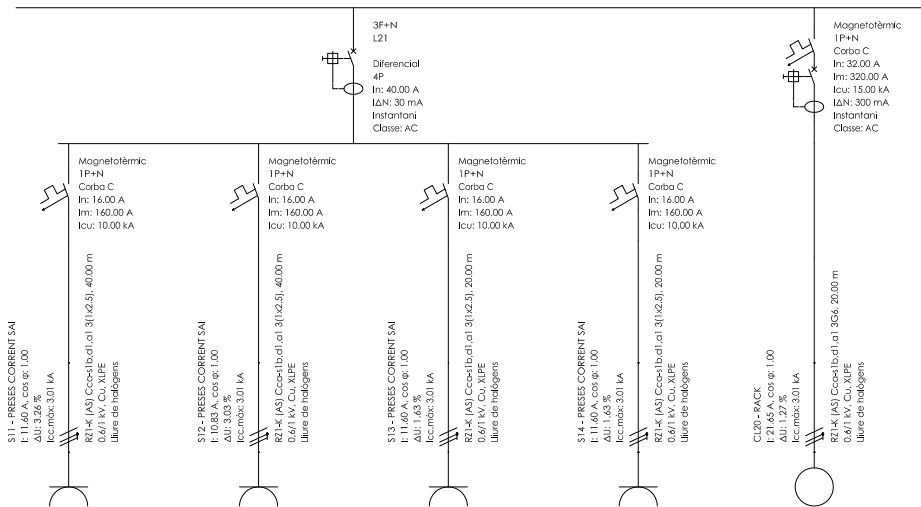 3F+N
L21
Diferencial
4P
In: 40.00 A
IΔN: 30 mA
Instantani
Classe: AC
Magnetotèrmic
1P+N
Corba C
In: 32.00 A
Im: 320.00 A
Icu: 15.00 kA
IΔN: 300 mA
Instantani
Classe: AC
Magnetotèrmic
1P+N
Corba C
In: 16.00 A
Im: 160.00 A
Icu: 10.00 kA
Magnetotèrmic
1P+N
Corba C
In: 16.00 A
Im: 160.00 A
Icu: 10.00 kA
Magnetotèrmic
1P+N
Corba C
In: 16.00 A
Im: 160.00 A
Icu: 10.00 kA
Magnetotèrmic
1P+N
Corba C
In: 16.00 A
Im: 160.00 A
Icu: 10.00 kA
S11 - PRESES CORRENT SAI
I: 11.60 A, cos φ: 1.00
ΔU: 3.26 %
Icc.màx: 3.01 kA
RZ1-K (AS) Cca-s1b,d1,a1 3(1x2.5), 40.00 m
0.6/1 kV, Cu, XLPE
Lliure de halògens
S12 - PRESES CORRENT SAI
I: 10.83 A, cos φ: 1.00
ΔU: 3.03 %
Icc.màx: 3.01 kA
RZ1-K (AS) Cca-s1b,d1,a1 3(1x2.5), 40.00 m
0.6/1 kV, Cu, XLPE
Lliure de halògens
S13 - PRESES CORRENT SAI
I: 11.60 A, cos φ: 1.00
ΔU: 1.63 %
Icc.màx: 3.01 kA
RZ1-K (AS) Cca-s1b,d1,a1 3(1x2.5), 20.00 m
0.6/1 kV, Cu, XLPE
Lliure de halògens
S14 - PRESES CORRENT SAI
I: 11.60 A, cos φ: 1.00
ΔU: 1.63 %
Icc.màx: 3.01 kA
RZ1-K (AS) Cca-s1b,d1,a1 3(1x2.5), 20.00 m
0.6/1 kV, Cu, XLPE
Lliure de halògens
CL20 - RACK
I: 21.65 A, cos φ: 1.00
ΔU: 1.27 %
Icc.màx: 3.01 kA
RZ1-K (AS) Cca-s1b,d1,a1 3G6, 20.00 m
0.6/1 kV, Cu, XLPE
Lliure de halògens